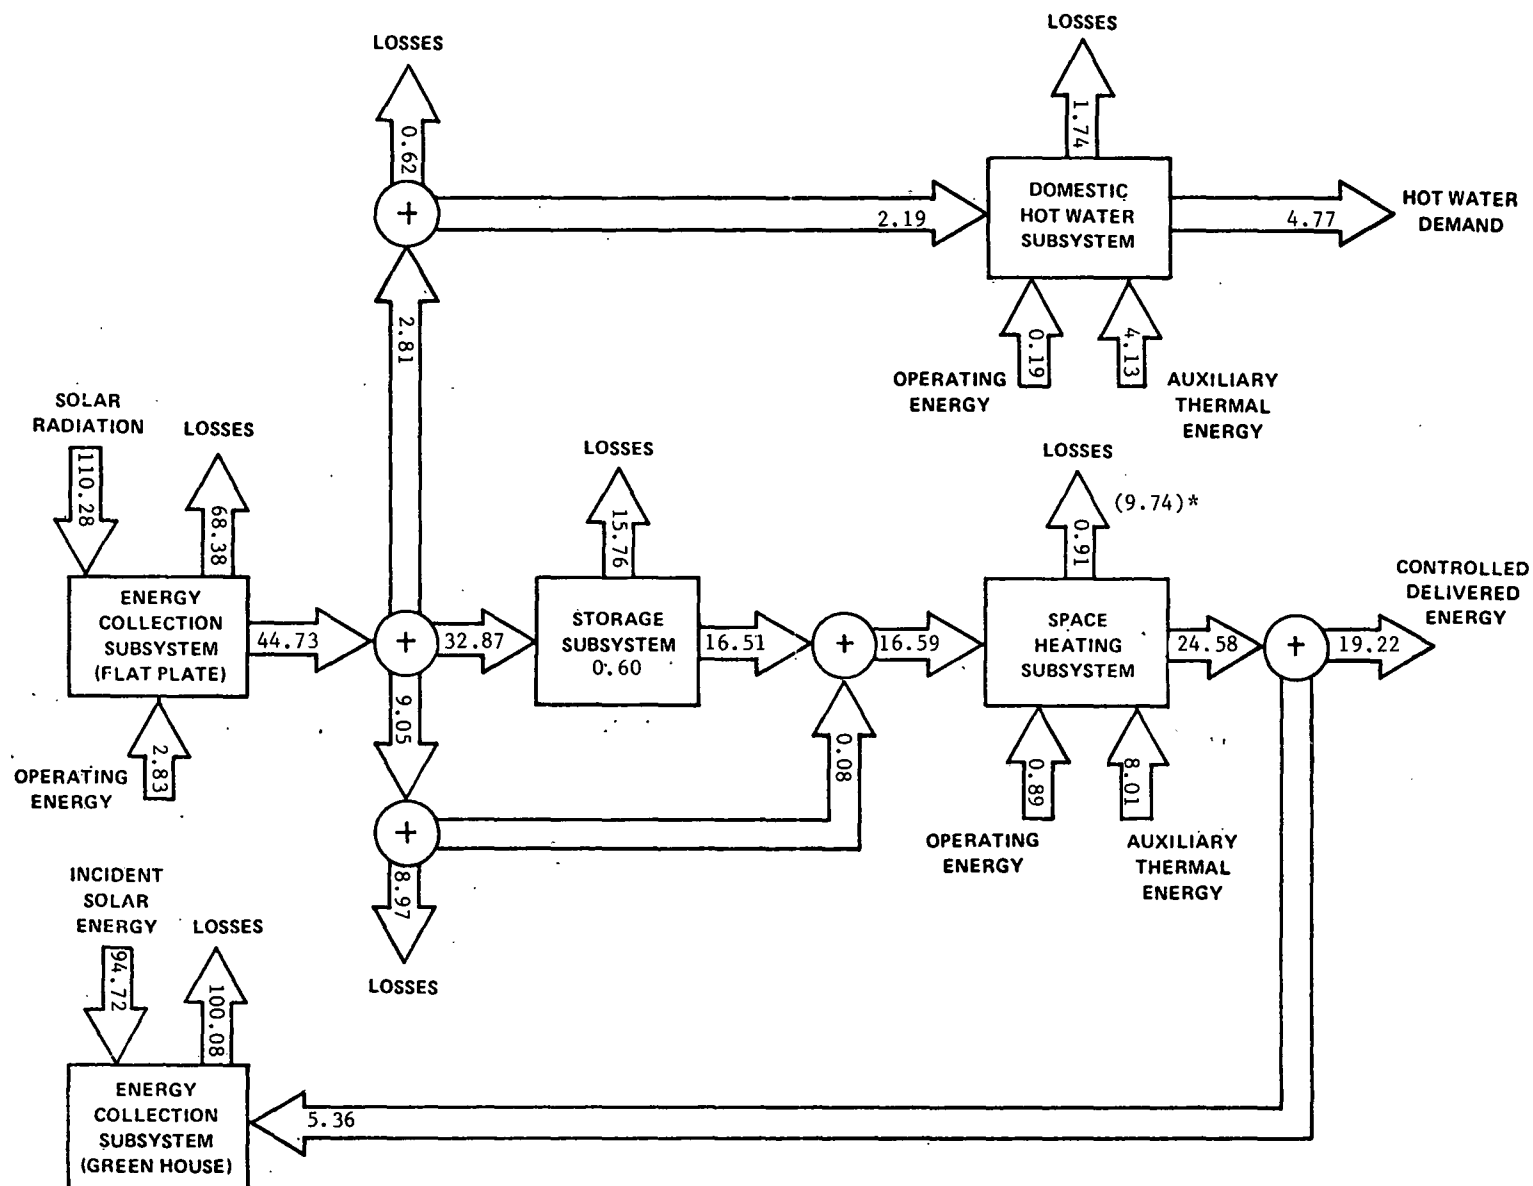 LOSSES
0.62
+
2.19
2.81
LOSSES
1.74
DOMESTIC
HOT WATER
SUBSYSTEM
4.77
HOT WATER
DEMAND
0.19
4.13
OPERATING
ENERGY
AUXILIARY
THERMAL
ENERGY
SOLAR
RADIATION
110.28
LOSSES
68.38
ENERGY
COLLECTION
SUBSYSTEM
(FLAT PLATE)
44.73
2.83
OPERATING
ENERGY
+
32.87
9.05
LOSSES
15.76
STORAGE
SUBSYSTEM
0.60
16.51
+
16.59
0.08
LOSSES
0.91
(9.74)*
SPACE
HEATING
SUBSYSTEM
24.58
+
19.22
CONTROLLED
DELIVERED
ENERGY
0.89
8.01
OPERATING
ENERGY
AUXILIARY
THERMAL
ENERGY
+
8.97
LOSSES
INCIDENT
SOLAR
ENERGY
94.72
LOSSES
100.08
ENERGY
COLLECTION
SUBSYSTEM
(GREEN HOUSE)
5.36